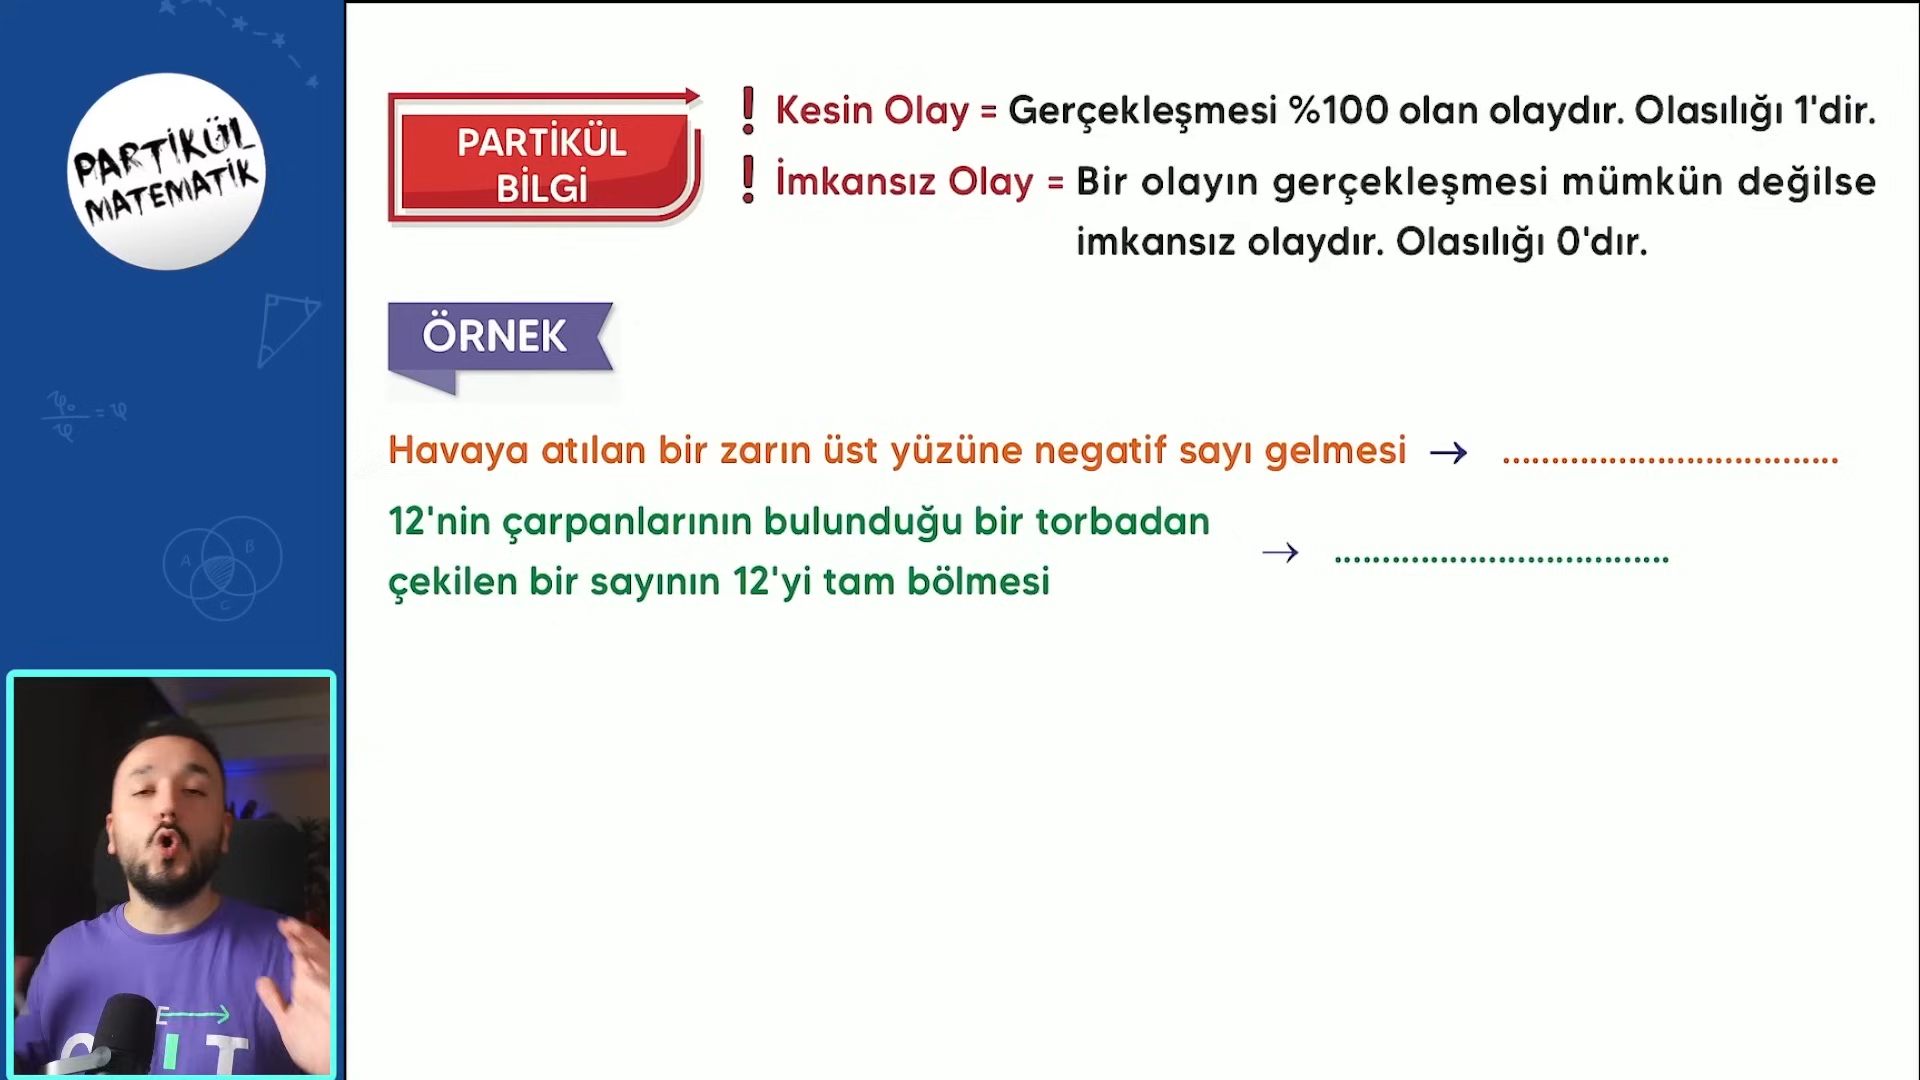 PARTİKÜL
MATEMATİK
PARTİKÜL
BİLGİ
! Kesin Olay = Gerçekleşmesi %100 olan olaydır. Olasılığı 1'dir.
! İmkansız Olay = Bir olayın gerçekleşmesi mümkün değilse
imkansız olaydır. Olasılığı 0'dır.
ÖRNEK
Havaya atılan bir zarın üst yüzüne negatif sayı gelmesi → ...................................
12'nin çarpanlarının bulunduğu bir torbadan
çekilen bir sayının 12'yi tam bölmesi → ...................................
A
B
C